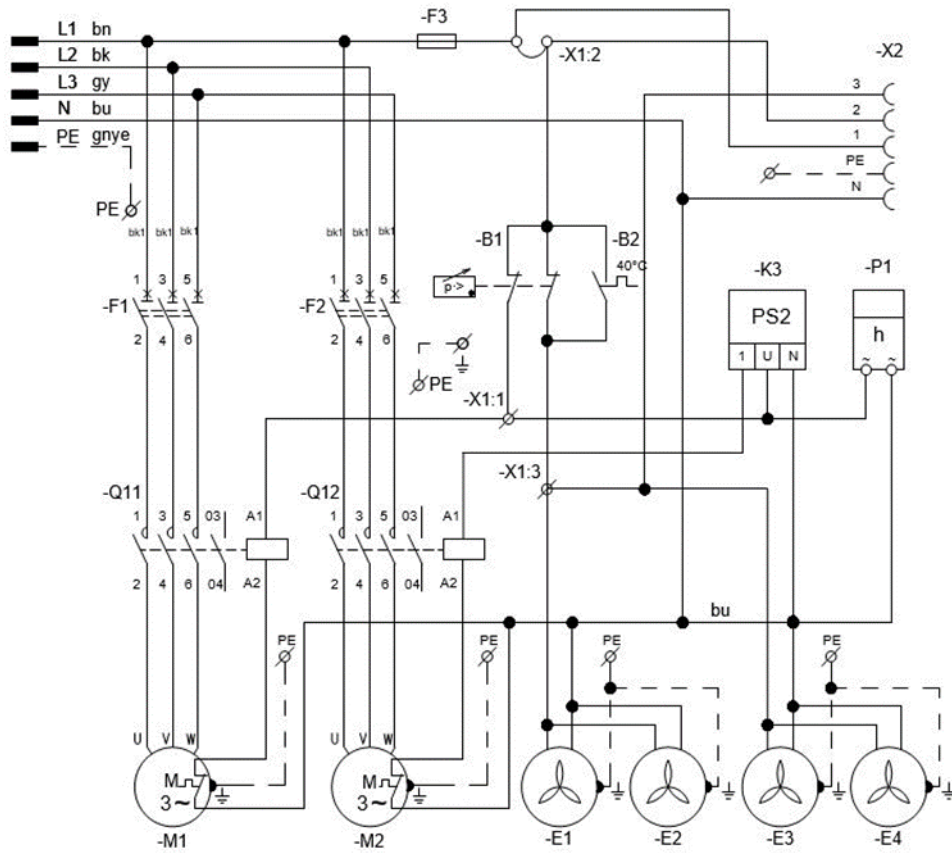 L1 bn
L2 bk
L3 gy
N bu
PE gnye
-F3
-X1:2
-X2
3
2
1
PE
N
PE
bk1 bk1 bk1
bk1 bk1 bk1
-B1
-B2
40°C
p>
-K3
PS2
1 U N
-P1
h
~ ~
-F1
1 3 5
2 4 6
-F2
1 3 5
2 4 6
PE
-X1:1
-X1:3
-Q11
1 3 5 03 A1
2 4 6 04 A2
-Q12
1 3 5 03 A1
2 4 6 04 A2
bu
PE
PE
PE
PE
U V W
M
3 ~
-M1
U V W
M
3 ~
-M2
-E1
-E2
-E3
-E4